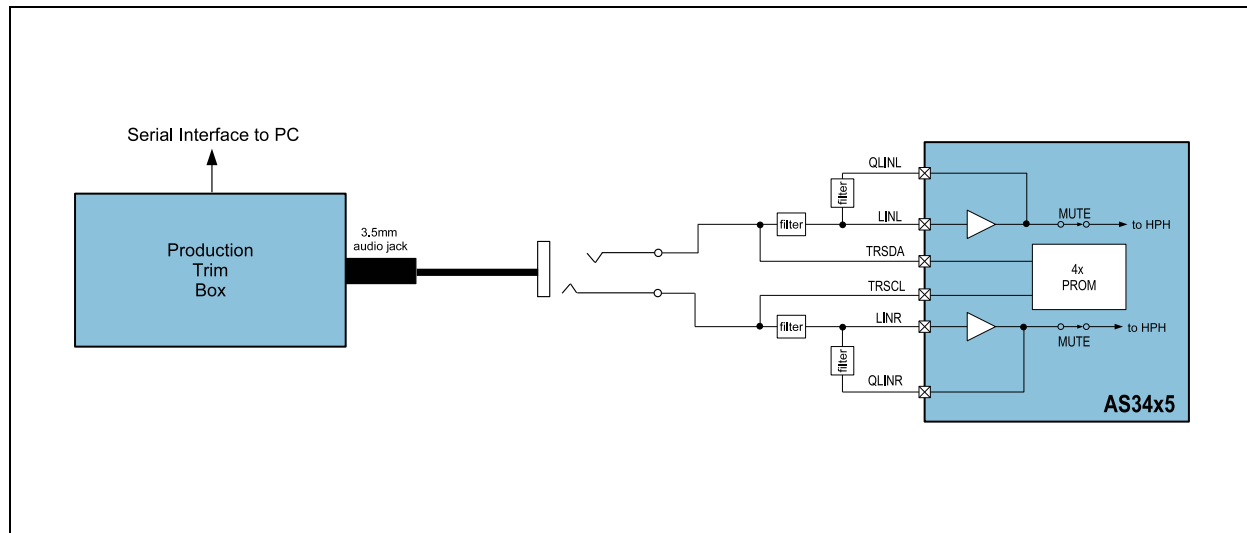 Serial Interface to PC
Production
Trim
Box
3.5mm
audio jack
QLINL
filter
LINL
filter
MUTE
to HPH
TRSDA
4x
PROM
TRSCL
LINR
filter
MUTE
to HPH
filter
QLINR
AS34x5